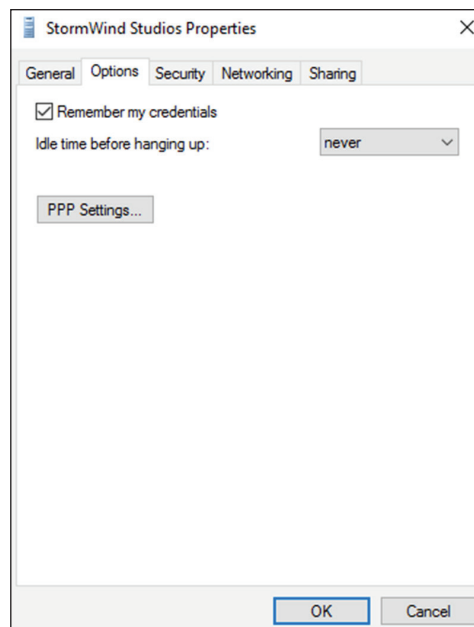 StormWind Studios Properties
General Options Security Networking Sharing
Remember my credentials
Idle time before hanging up: never
PPP Settings...
OK Cancel